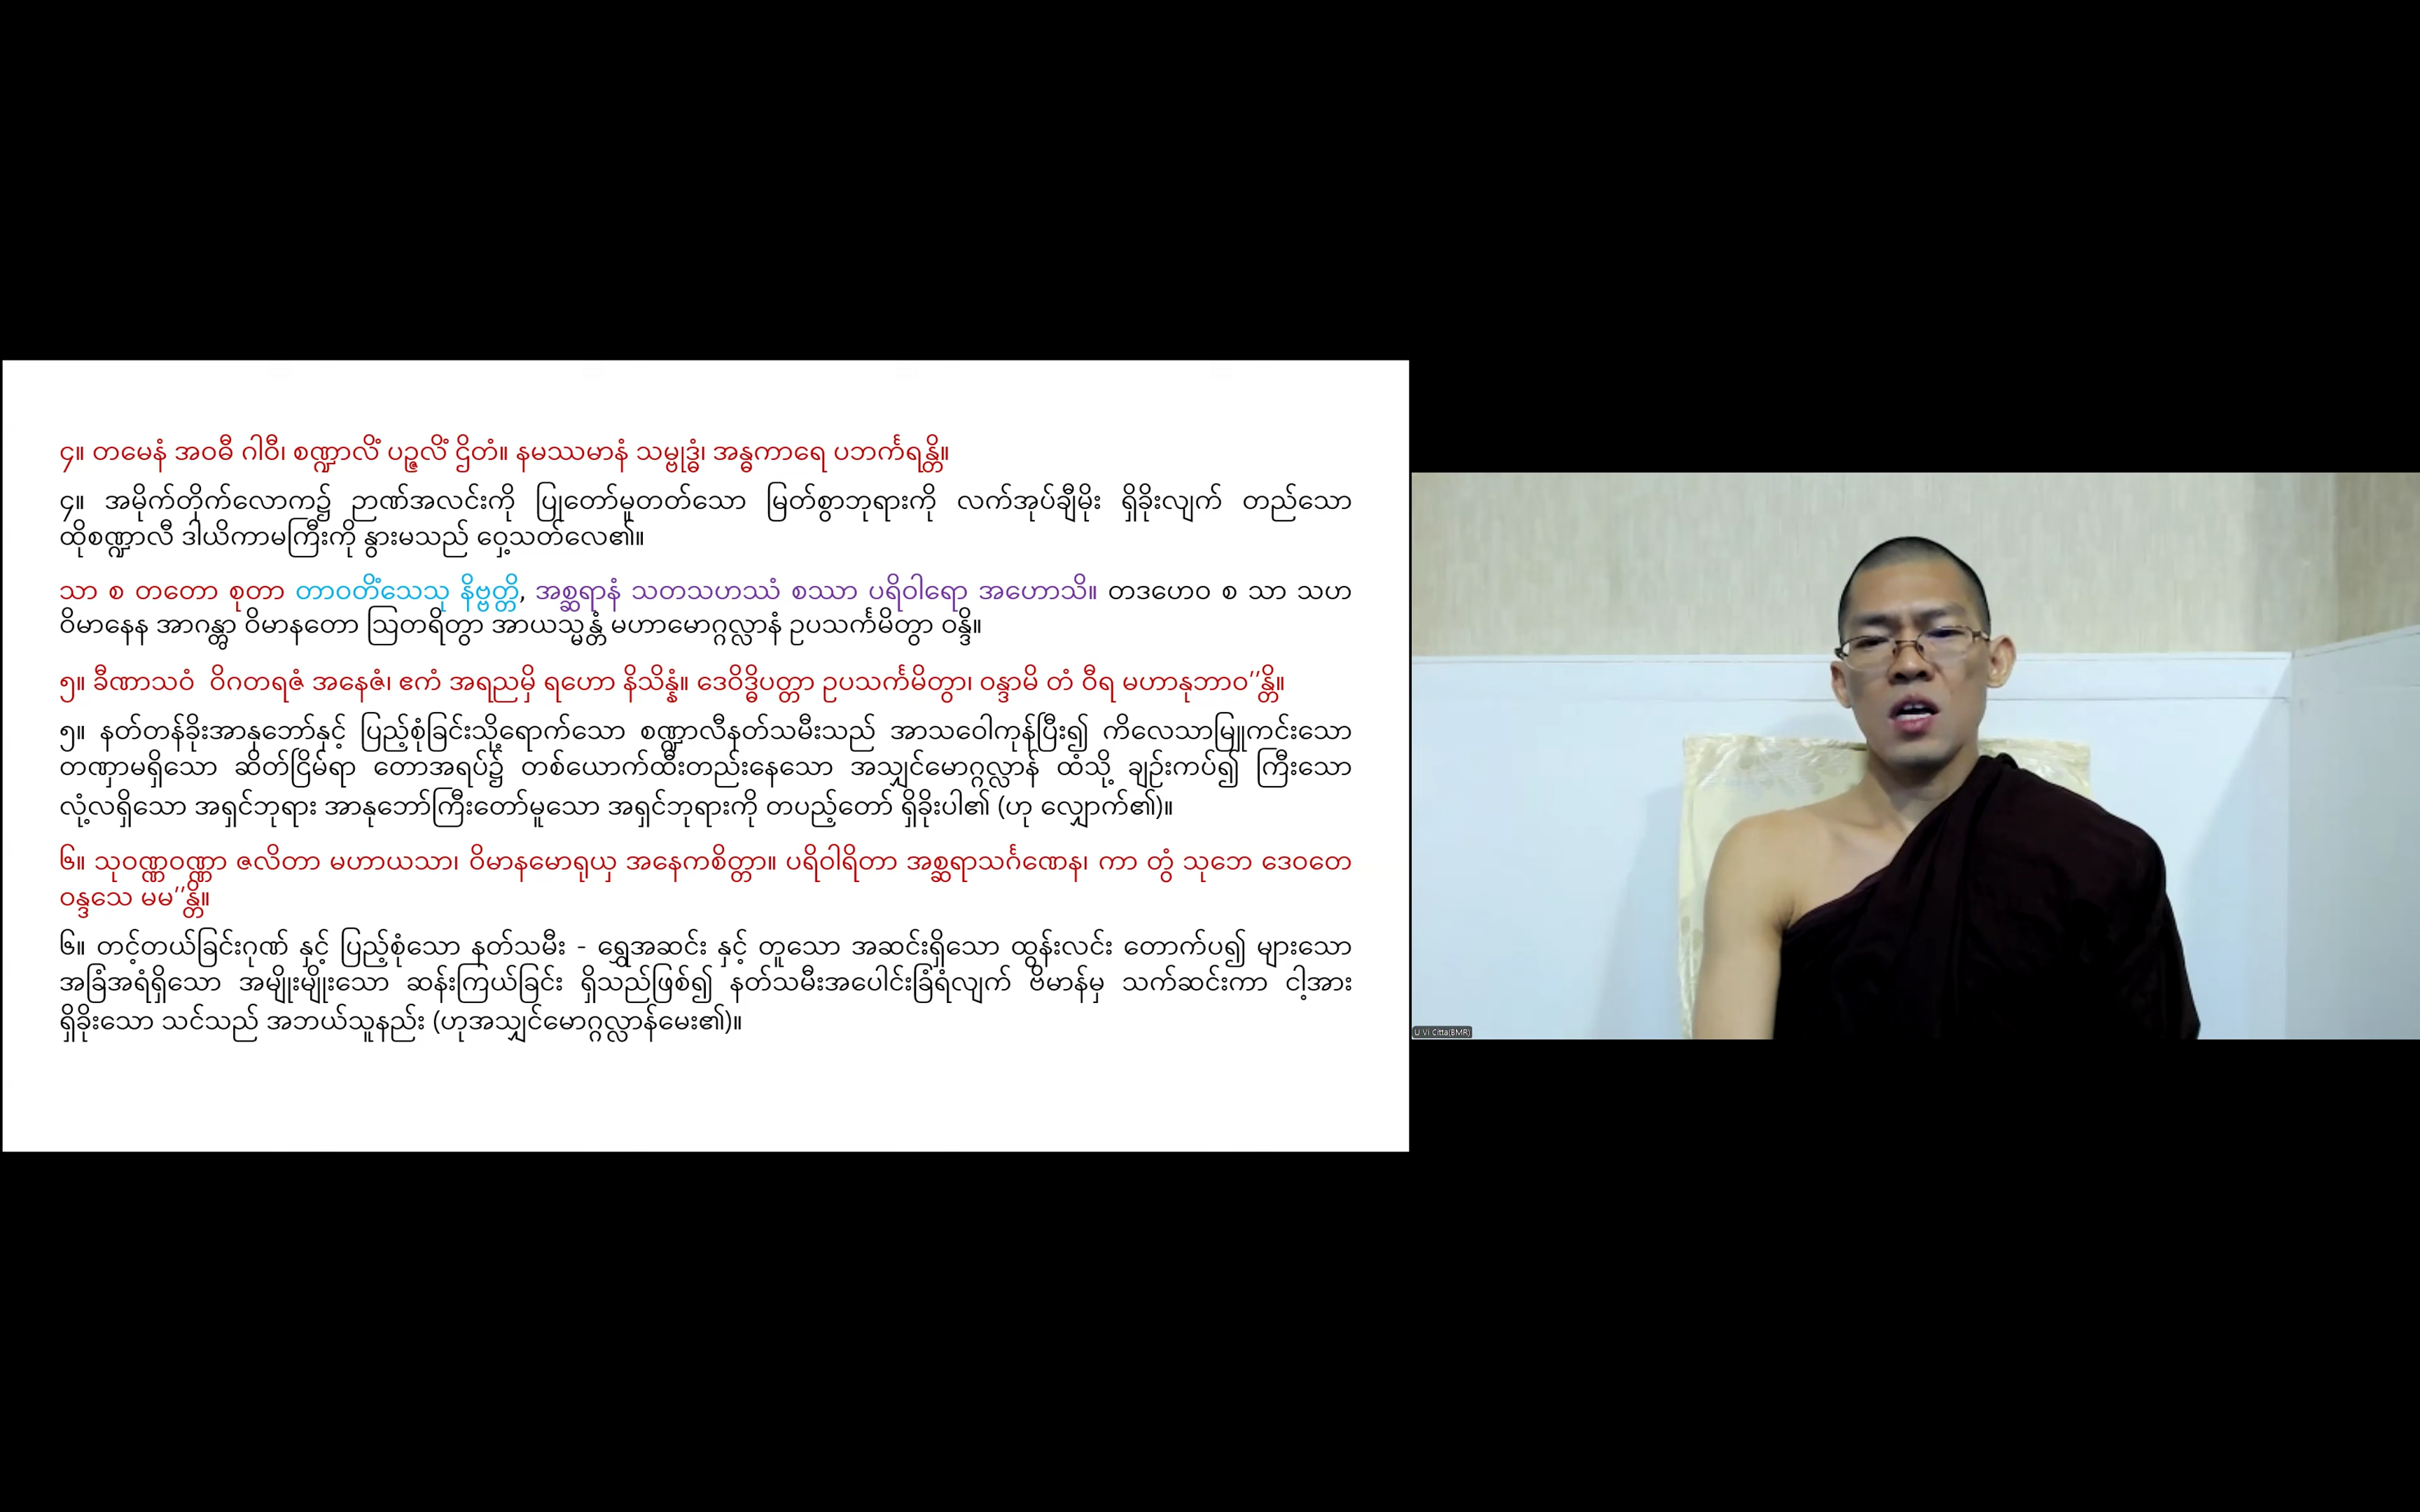 ၄။ တမေနံ အဝဓီ ဂါဝီ၊ စဏ္ဍာလိံ ပဉ္ဇလိံ ဌိတံ။ နမဿမာနံ သမ္ဗုဒ္ဓံ၊ အန္ဓကာရေ ပဘင်္ကရန္တိ။
၄။ အမိုက်တိုက်လောက၌ ဉာဏ်အလင်းကို ပြုတော်မူတတ်သော မြတ်စွာဘုရားကို လက်အုပ်ချီမိုး ရှိခိုးလျက် တည်သော
ထိုစဏ္ဍာလီ ဒါယိကာမကြီးကို နွားမသည် ဝှေ့သတ်လေ၏။
သာ စ တတော စုတာ တာဝတိံသေသု နိဗ္ဗတ္တိ, အစ္ဆရာနံ သတသဟဿံ စဿာ ပရိဝါရော အဟောသိ။ တဒဟေဝ စ သာ သဟ
ဝိမာနေန အာဂန္တွာ ဝိမာနတော ဩတရိတွာ အာယသ္မန္တံ မဟာမောဂ္ဂလ္လာနံ ဥပသင်္ကမိတွာ ဝန္ဒိ။
၅။ ခီဏာသဝံ ဝိဂတရဇံ အနေဇံ၊ ဧကံ အရညမှိ ရဟော နိသိန္နံ။ ဒေဝိဒ္ဓိပတ္တာ ဥပသင်္ကမိတွာ၊ ဝန္ဒာမိ တံ ဝီရ မဟာနုဘာဝ’’န္တိ။
၅။ နတ်တန်ခိုးအာနုဘော်နှင့် ပြည့်စုံခြင်းသို့ရောက်သော စဏ္ဍာလီနတ်သမီးသည် အာသဝေါကုန်ပြီး၍ ကိလေသာမြူကင်းသော
တဏှာမရှိသော ဆိတ်ငြိမ်ရာ တောအရပ်၌ တစ်ယောက်ထီးတည်းနေသော အသျှင်မောဂ္ဂလ္လာန် ထံသို့ ချဉ်းကပ်၍ ကြီးသော
လုံ့လရှိသော အရှင်ဘုရား အာနုဘော်ကြီးတော်မူသော အရှင်ဘုရားကို တပည့်တော် ရှိခိုးပါ၏ (ဟု လျှောက်၏)။
၆။ သုဝဏ္ဏဝဏ္ဏာ ဇလိတာ မဟာယသာ၊ ဝိမာနမောရုယှ အနေကစိတ္တာ။ ပရိဝါရိတာ အစ္ဆရာသင်္ဂဏေန၊ ကာ တွံ သုဘေ ဒေဝတေ
ဝန္ဒသေ မမ’’န္တိ။
၆။ တင့်တယ်ခြင်းဂုဏ် နှင့် ပြည့်စုံသော နတ်သမီး - ရွှေအဆင်း နှင့် တူသော အဆင်းရှိသော ထွန်းလင်း တောက်ပ၍ များသော
အခြံအရံရှိသော အမျိုးမျိုးသော ဆန်းကြယ်ခြင်း ရှိသည်ဖြစ်၍ နတ်သမီးအပေါင်းခြံရံလျက် ဗိမာန်မှ သက်ဆင်းကာ ငါ့အား
ရှိခိုးသော သင်သည် အဘယ်သူနည်း (ဟုအသျှင်မောဂ္ဂလ္လာန်မေး၏)။
U Vi Citta(BMR)